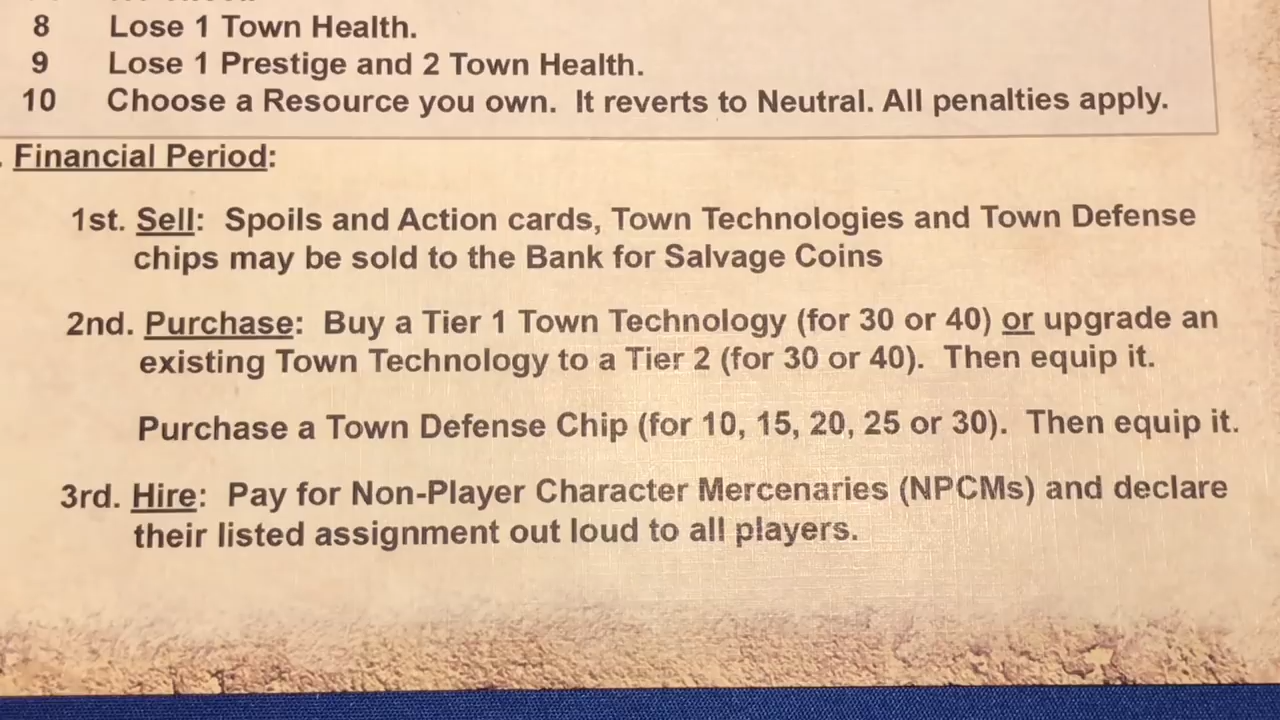 8 Lose 1 Town Health.
9 Lose 1 Prestige and 2 Town Health.
10 Choose a Resource you own. It reverts to Neutral. All penalties apply.
. Financial Period:
1st. Sell: Spoils and Action cards, Town Technologies and Town Defense
chips may be sold to the Bank for Salvage Coins
2nd. Purchase: Buy a Tier 1 Town Technology (for 30 or 40) or upgrade an
existing Town Technology to a Tier 2 (for 30 or 40). Then equip it.
Purchase a Town Defense Chip (for 10, 15, 20, 25 or 30). Then equip it.
3rd. Hire: Pay for Non-Player Character Mercenaries (NPCMs) and declare
their listed assignment out loud to all players.